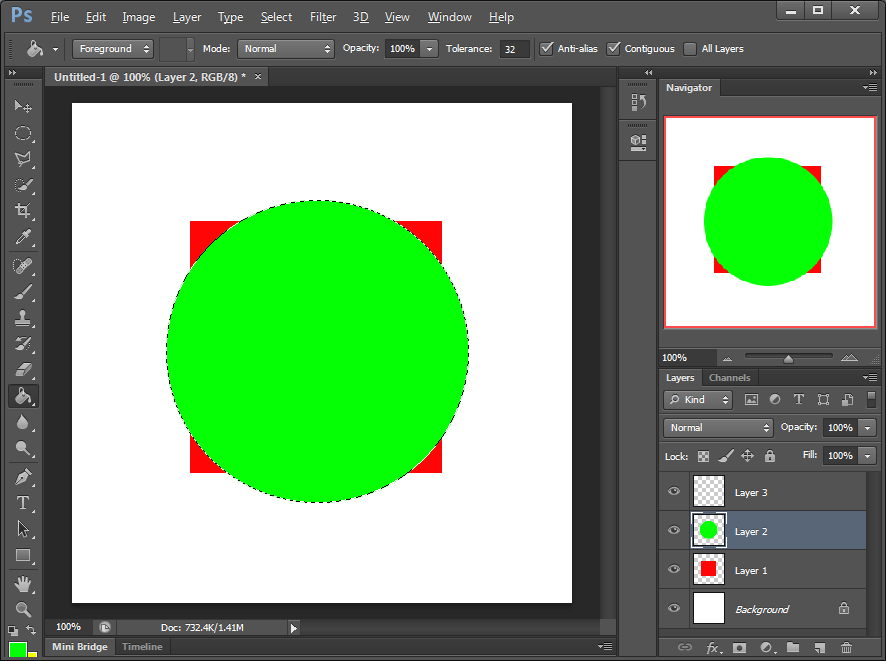 Ps File Edit Image Layer Type Select Filter 3D View Window Help
Foreground Mode: Normal Opacity: 100% Tolerance: 32 Anti-alias Contiguous All Layers
Untitled-1 @ 100% (Layer 2, RGB/8) * ×
Navigator
100%
Layers Channels
Kind
Normal Opacity: 100%
Lock: Fill: 100%
Layer 3
Layer 2
Layer 1
Background
fx
100% Doc: 732.4K/1.41M
Mini Bridge Timeline